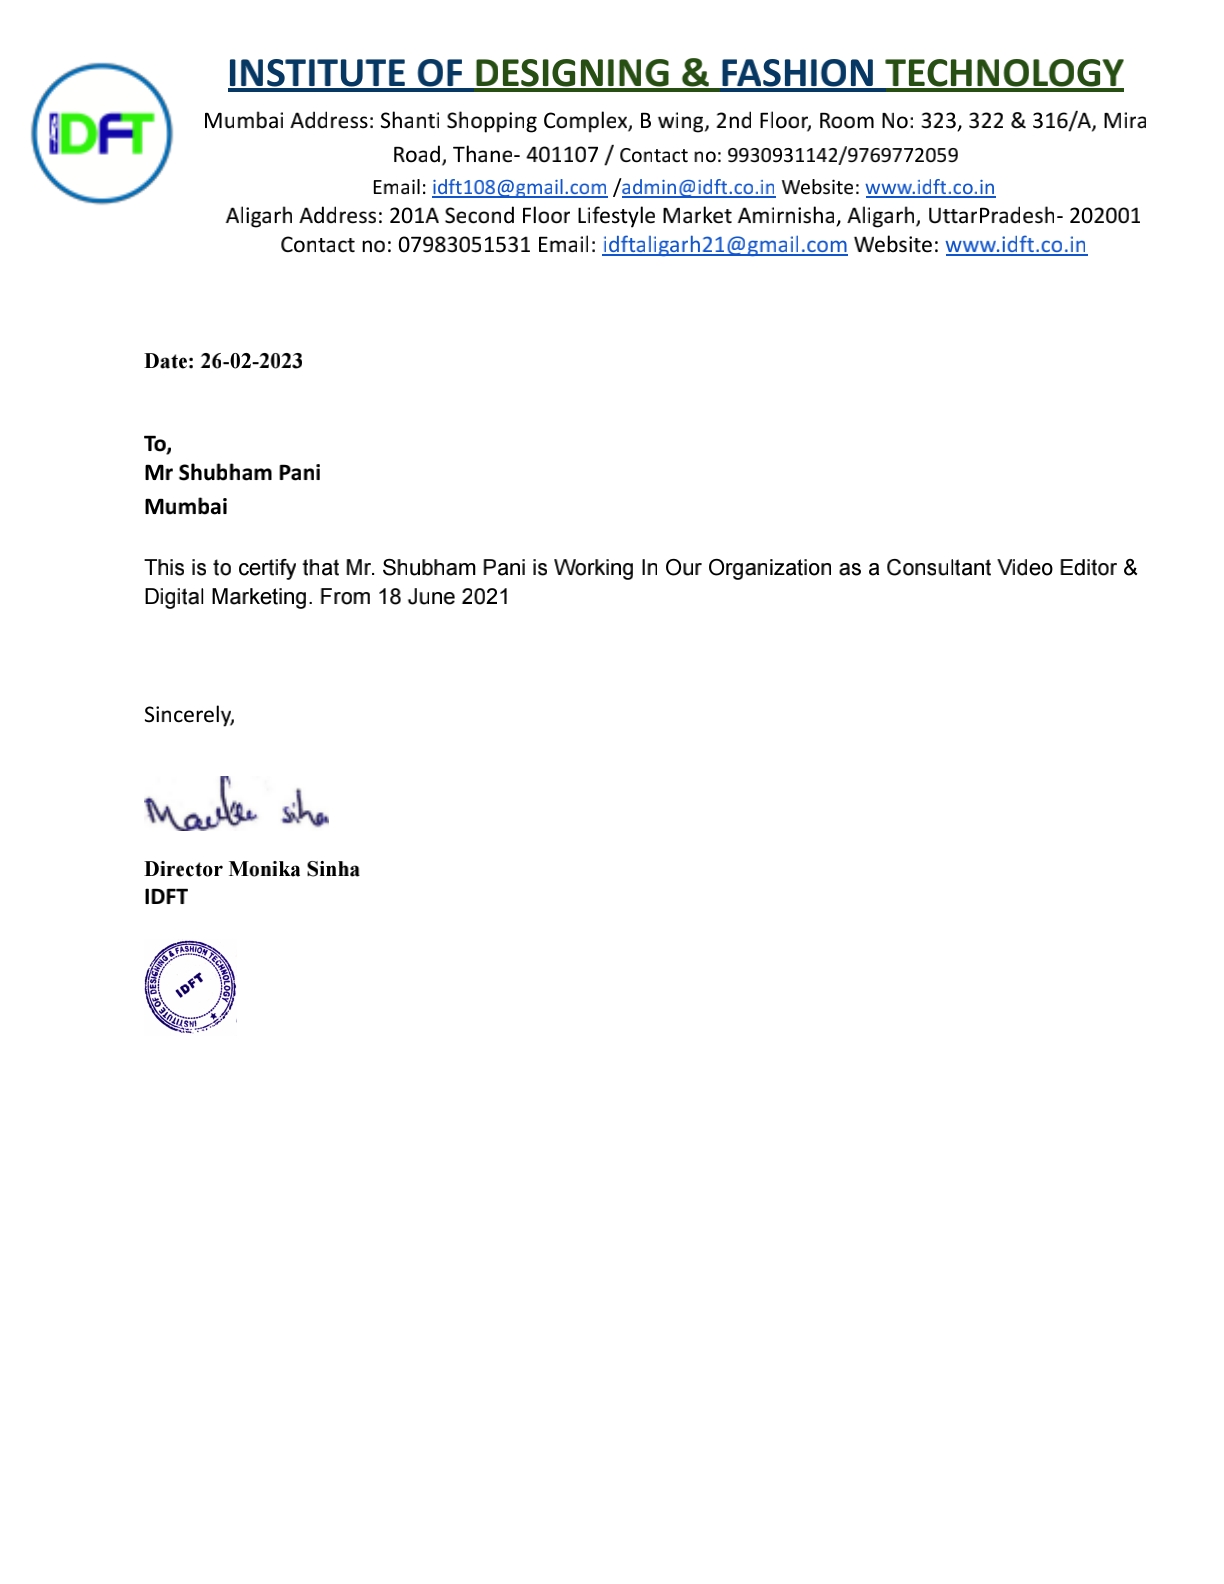 IDFT
INSTITUTE OF DESIGNING & FASHION TECHNOLOGY
Mumbai Address: Shanti Shopping Complex, B wing, 2nd Floor, Room No: 323, 322 & 316/A, Mira
Road, Thane- 401107 / Contact no: 9930931142/9769772059
Email: idft108@gmail.com /admin@idft.co.in Website: www.idft.co.in
Aligarh Address: 201A Second Floor Lifestyle Market Amirnisha, Aligarh, UttarPradesh- 202001
Contact no: 07983051531 Email: idftaligarh21@gmail.com Website: www.idft.co.in
Date: 26-02-2023
To,
Mr Shubham Pani
Mumbai
This is to certify that Mr. Shubham Pani is Working In Our Organization as a Consultant Video Editor &
Digital Marketing. From 18 June 2021
Sincerely,
Director Monika Sinha
IDFT
INSTITUTE OF DESIGNING & FASHION TECHNOLOGY
IDFT